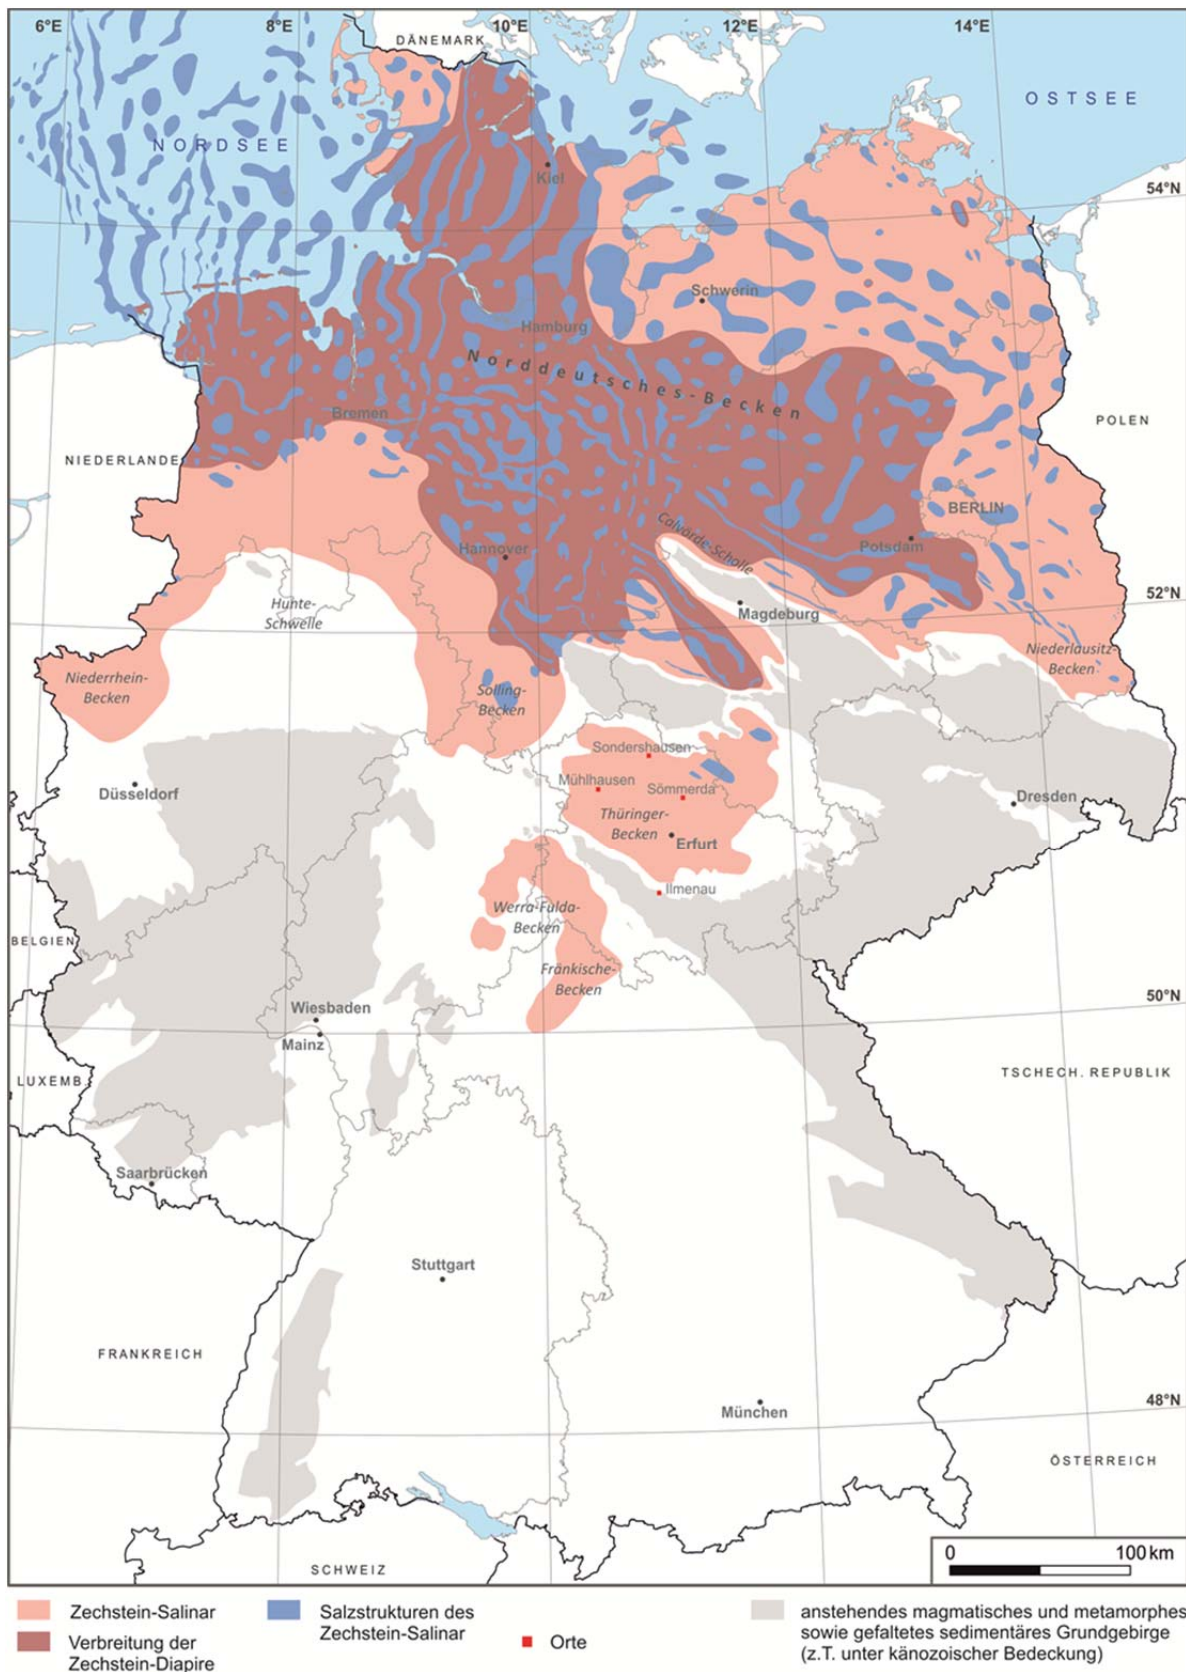 6°E 8°E 10°E 12°E 14°E
DÄNEMARK
OSTSEE
NORDSEE
Kiel
54°N
Schwerin
Hamburg
Norddeutsches-Becken
Bremen
POLEN
NIEDERLANDE
BERLIN
Calvörde-Scholle
Hannover
Potsdam
52°N
Hunte-
Schwelle
Magdeburg
Niederlausitz-
Becken
Niederrhein-
Becken
Solling-
Becken
Sondershausen
Mühlhausen
Sömmerda
Düsseldorf
Dresden
Thüringer-
Becken
Erfurt
Ilmenau
Werra-Fulda-
Becken
BELGIEN
Fränkische-
Becken
50°N
Wiesbaden
Mainz
LUXEMB.
TSCHECH. REPUBLIK
Saarbrücken
Stuttgart
FRANKREICH
München
48°N
ÖSTERREICH
SCHWEIZ
0 100 km
Zechstein-Salinar
Verbreitung der
Zechstein-Diapire
Salzstrukturen des
Zechstein-Salinar
Orte
anstehendes magmatisches und metamorphes
sowie gefaltetes sedimentäres Grundgebirge
(z.T. unter känozoischer Bedeckung)